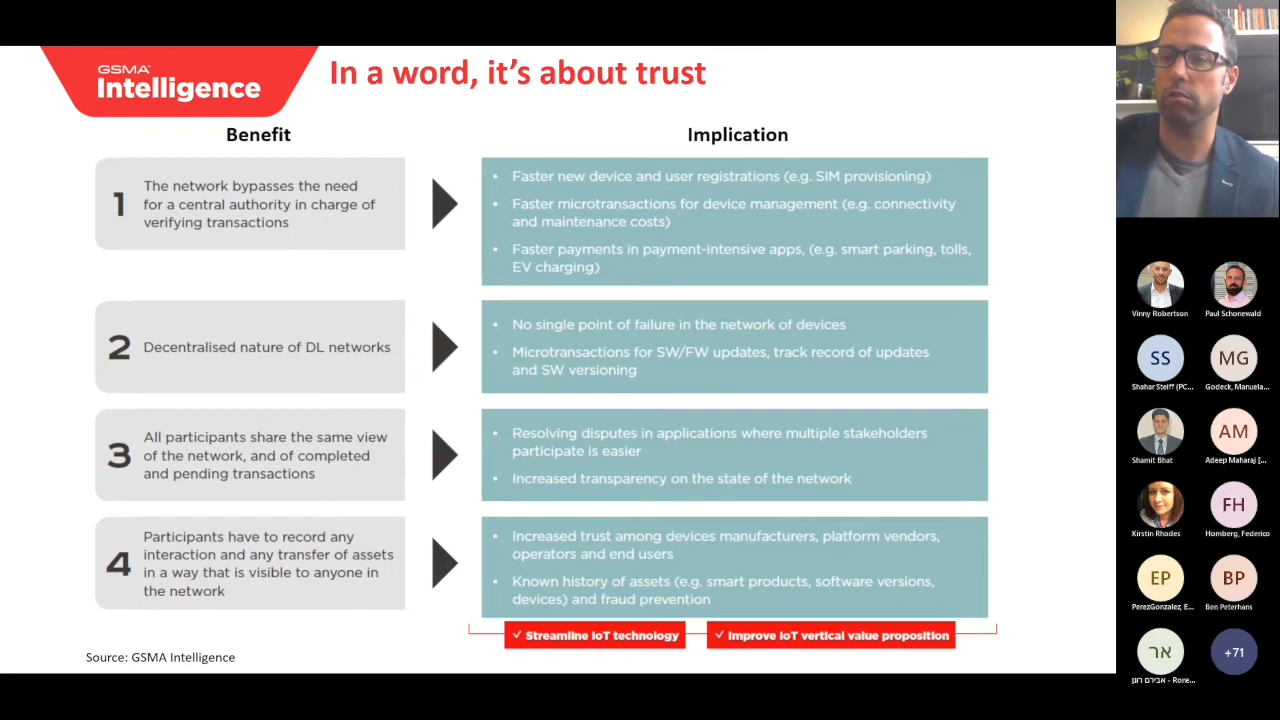 GSMA™
Intelligence
In a word, it's about trust
Benefit
Implication
1
The network bypasses the need
for a central authority in charge of
verifying transactions
• Faster new device and user registrations (e.g. SIM provisioning)
• Faster microtransactions for device management (e.g. connectivity
and maintenance costs)
• Faster payments in payment-intensive apps, (e.g. smart parking, tolls,
EV charging)
2
Decentralised nature of DL networks
• No single point of failure in the network of devices
• Microtransactions for SW/FW updates, track record of updates
and SW versioning
3
All participants share the same view
of the network, and of completed
and pending transactions
• Resolving disputes in applications where multiple stakeholders
participate is easier
• Increased transparency on the state of the network
4
Participants have to record any
interaction and any transfer of assets
in a way that is visible to anyone in
the network
• Increased trust among devices manufacturers, platform vendors,
operators and end users
• Known history of assets (e.g. smart products, software versions,
devices) and fraud prevention
✓ Streamline IoT technology
✓ Improve IoT vertical value proposition
Source: GSMA Intelligence
Vinny Robertson
Paul Schonewald
SS
MG
Shahar Steiff (PC...
Godeck, Manuela...
AM
Shamit Bhat
Adeep Maharaj [...
FH
Kirstin Rhodes
Homberg, Federico
EP
BP
PerezGonzalez, E...
Ben Peterhans
אר
+71
אבירם רונן - Rone...